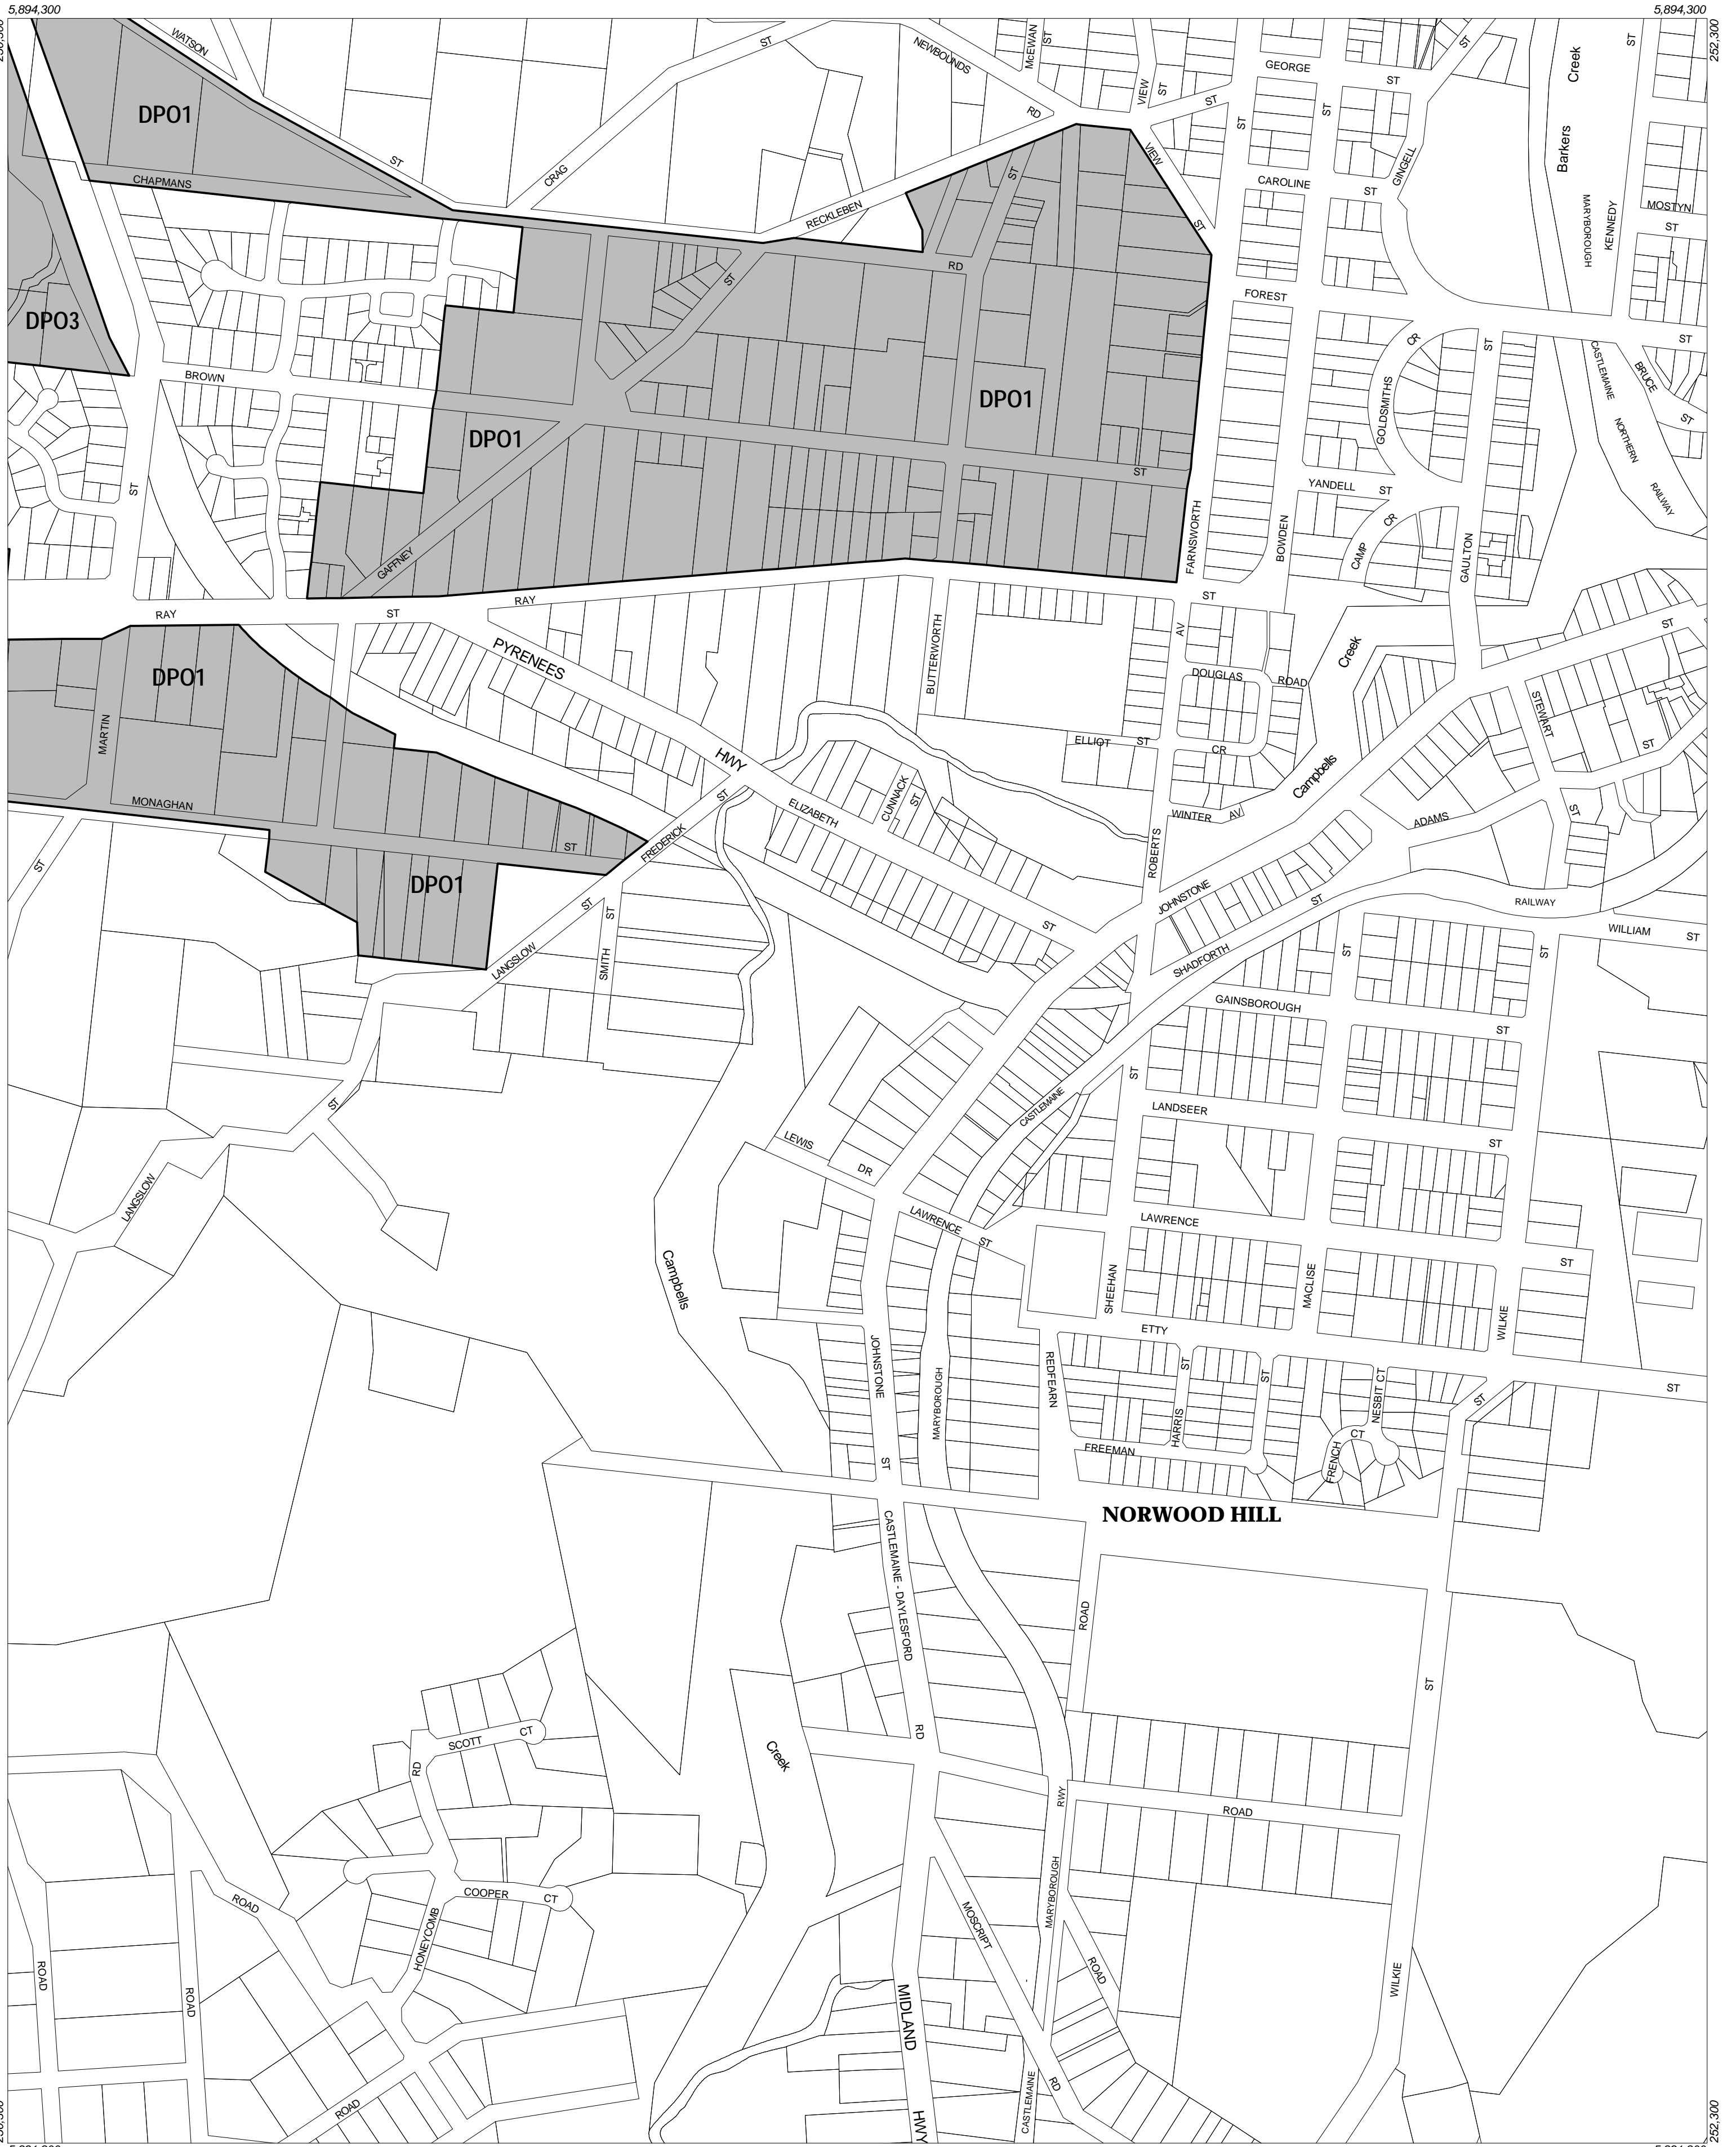 5,894,300
5,894,300
252,300
WATSON
ST
NEWBOUNDS
RD
McEWAN
ST
VIEW
ST
GEORGE
ST
ST
ST
Creek
ST
DPO1
ST
CRAG
ST
ST
VIEW
ST
GINGELL
Barkers
CHAPMANS
RECKLEBEN
ST
CAROLINE
ST
MARYBOROUGH
KENNEDY
MOSTYN
ST
RD
ST
FOREST
DPO3
BROWN
DPO1
DPO1
CR
GOLDSMITHS
ST
CASTLEMAINE
BRUCE
ST
ST
NORTHERN
RAILWAY
ST
ST
YANDELL
ST
GAFFNEY
FARNSWORTH
BOWDEN
CAMP
CR
GAULTON
RAY
ST
RAY
ST
DPO1
PYRENEES
HWY
BUTTERWORTH
AV
DOUGLAS
ROAD
Creek
ST
MARTIN
ELLIOT
ST
CR
STEWART
ST
MONAGHAN
ST
FREDERICK
ST
ELIZABETH
CUNNACK
ST
WINTER
AV
Campbells
ADAMS
ST
ST
DPO1
ROBERTS
JOHNSTONE
ST
RAILWAY
LANGSLOW
ST
SMITH
ST
ST
SHADFORTH
ST
ST
WILLIAM
ST
GAINSBOROUGH
ST
ST
CASTLEMAINE
ST
LANDSEER
ST
LEWIS
DR
LANGSLOW
LAWRENCE
ST
LAWRENCE
ST
Campbells
SHEEHAN
MACLISE
WILKIE
JOHNSTONE
ST
MARYBOROUGH
REDFEARN
ETTY
ST
HARRIS
ST
NESBIT CT
ST
ST
FREEMAN
FRENCH
CT
NORWOOD HILL
CASTLEMAINE - DAYLESFORD
RD
ROAD
ST
SCOTT
CT
RD
Creek
RWY
ROAD
COOPER
CT
HONEYCOMB
ROAD
MARYBOROUGH
MOSCRIPT
ROAD
RD
ROAD
ROAD
ROAD
MIDLAND
HWY
CASTLEMAINE
WILKIE
252,300